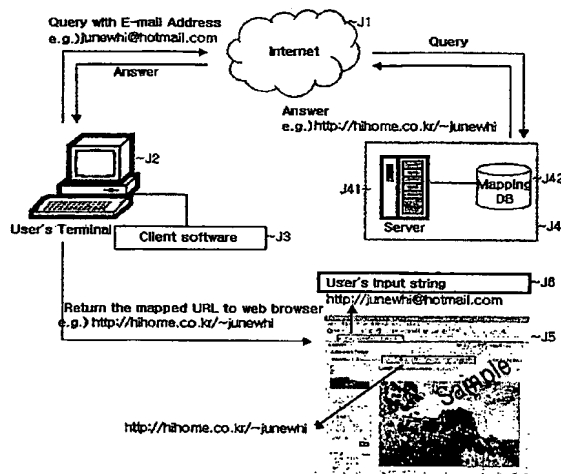 Query with E-mail Address
e.g.)junewhi@hotmail.com
J1
Internet
Query
Answer
Answer
e.g.)http://hihome.co.kr/~junewhi
J2
J41
J42
Mapping
DB
Server
J4
User's Terminal
Client software
J3
User's Input string
J6
http://junewhi@hotmail.com
Return the mapped URL to web browser
e.g.) http://hihome.co.kr/~junewhi
J5
Sample
http://hihome.co.kr/~junewhi